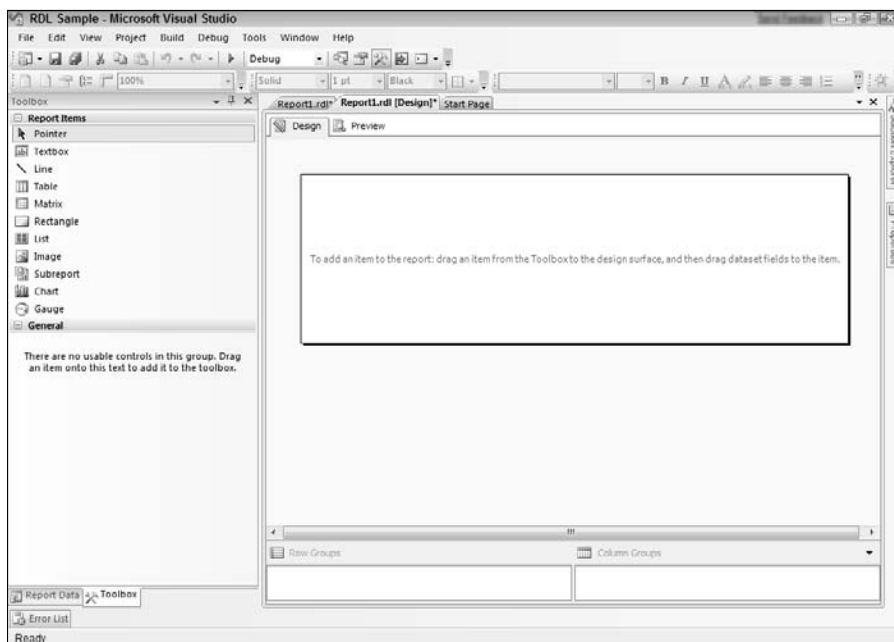 RDL Sample - Microsoft Visual Studio
File Edit View Project Build Debug Tools Window Help
Debug
100% Solid 1 pt Black B I U A
Toolbox
Report1.rdl* Report1.rdl [Design]* Start Page
Report Items
Design Preview
Pointer
Textbox
Line
Table
Matrix
Rectangle
List
Image
Subreport
Chart
Gauge
General
There are no usable controls in this group. Drag
an item onto this text to add it to the toolbox.
To add an item to the report: drag an item from the Toolbox to the design surface, and then drag dataset fields to the item.
Row Groups Column Groups
Report Data Toolbox
Error List
Ready